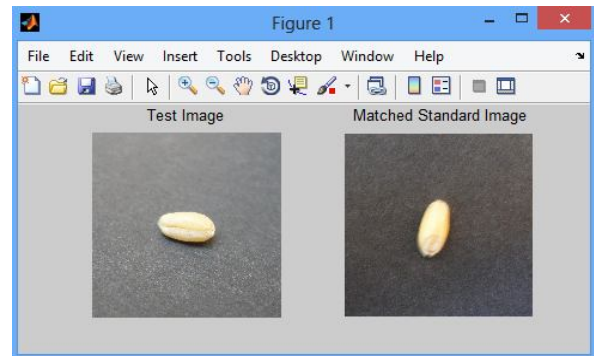 Figure 1
File Edit View Insert Tools Desktop Window Help
Test Image Matched Standard Image